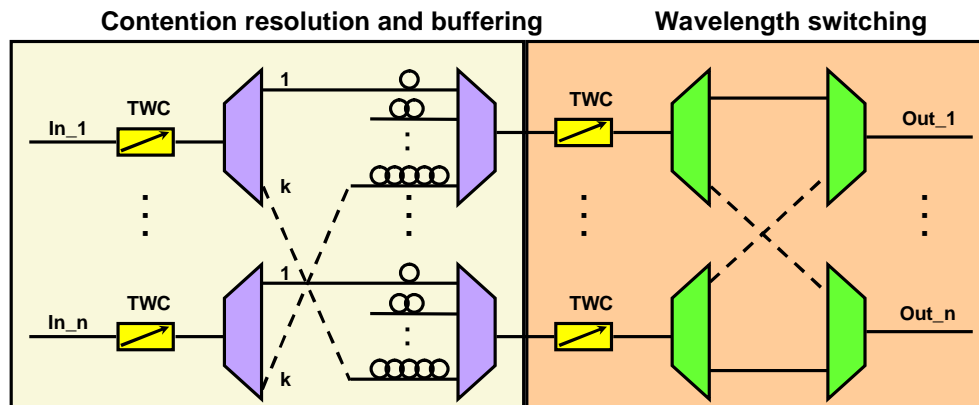 Contention resolution and buffering
Wavelength switching
1
TWC
In_1
k
TWC
Out_1
1
TWC
In_n
k
TWC
Out_n